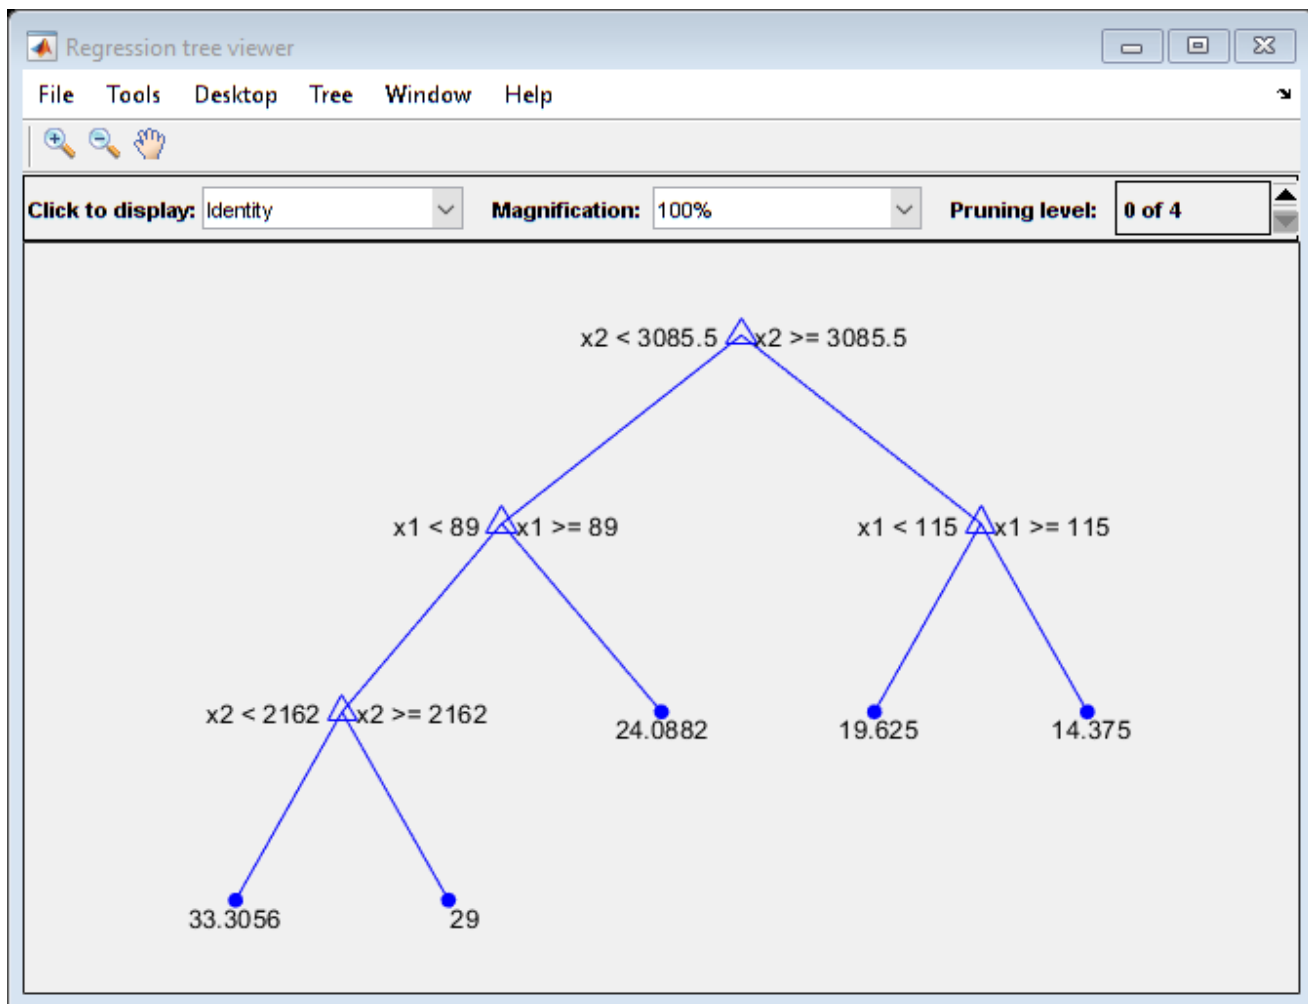 Regression tree viewer
File Tools Desktop Tree Window Help
Click to display: Identity Magnification: 100% Pruning level: 0 of 4
x2 < 3085.5 x2 >= 3085.5
x1 < 89 x1 >= 89 x1 < 115 x1 >= 115
x2 < 2162 x2 >= 2162
24.0882 19.625 14.375
33.3056 29